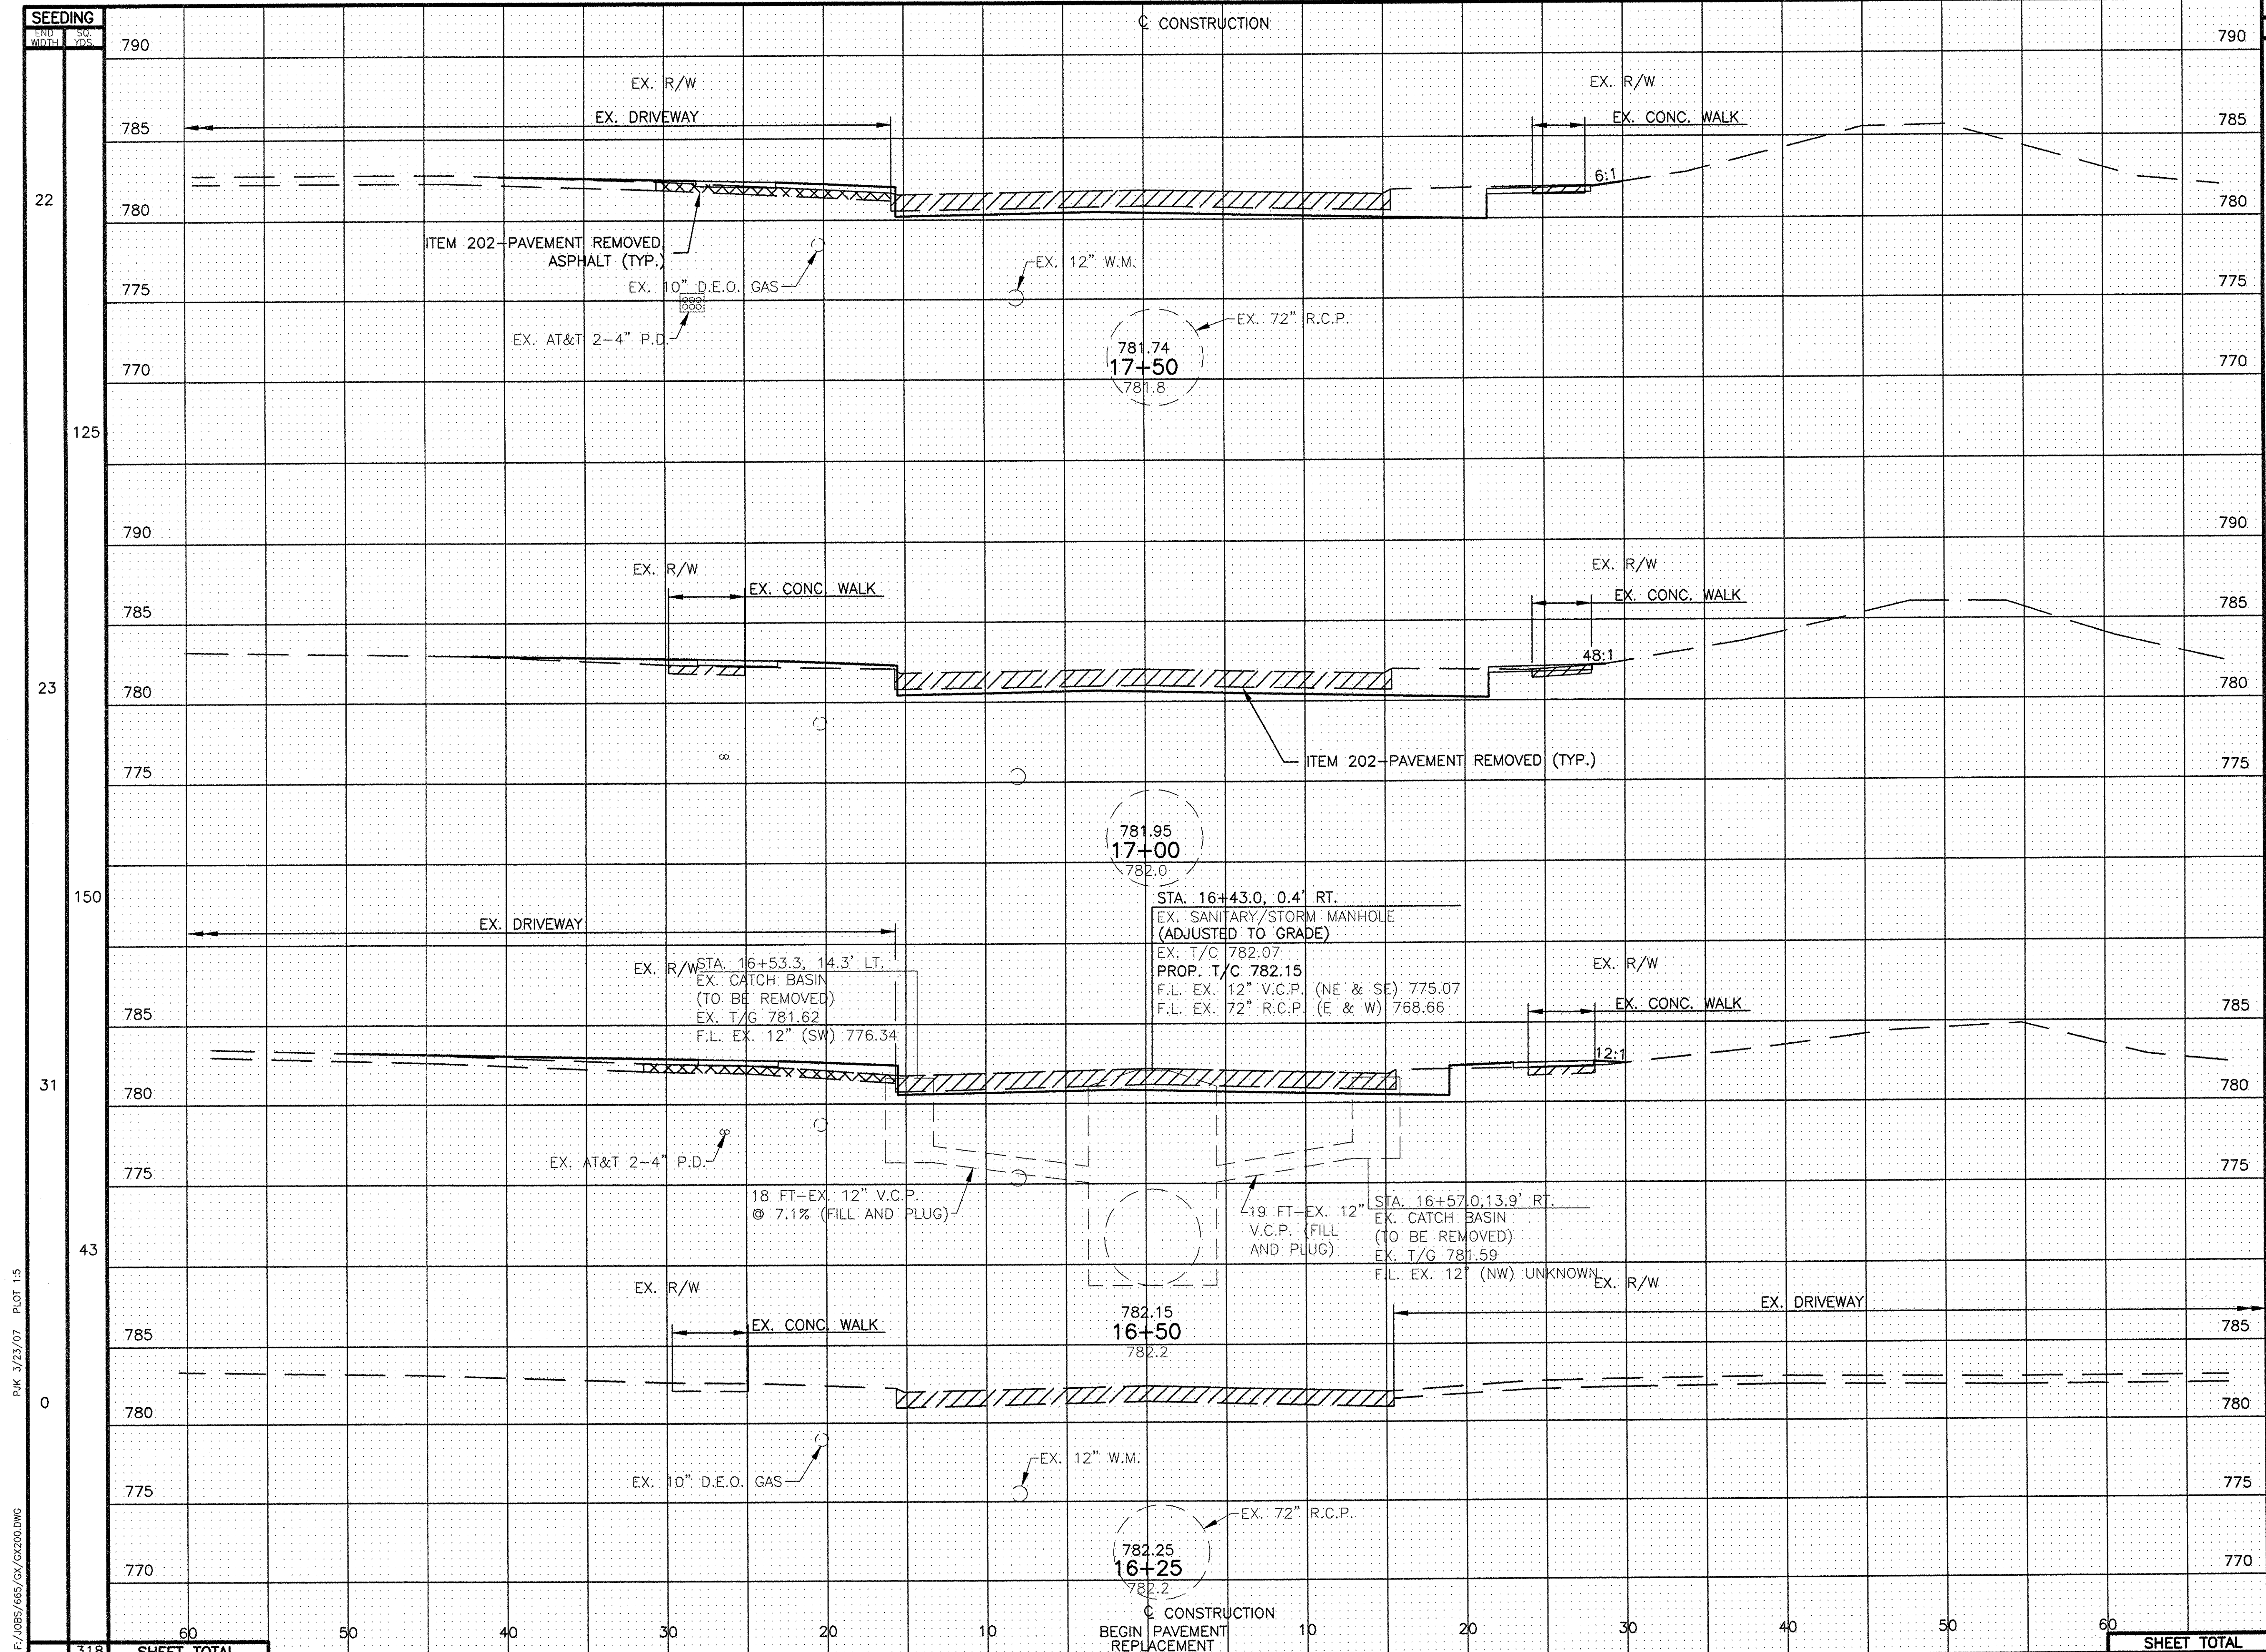 SEEDING
END WIDTH
SQ. YDS.
℄ CONSTRUCTION
790
790
EX. R/W
EX. R/W
EX. DRIVEWAY
EX. CONC. WALK
785
785
6:1
22
780
780
ITEM 202-PAVEMENT REMOVED,
ASPHALT (TYP.)
EX. 12" W.M.
EX. 10" D.E.O. GAS
775
775
EX. AT&T 2-4" P.D.
EX. 72" R.C.P.
781.74
17+50
781.8
770
770
125
790
790
EX. R/W
EX. R/W
EX. CONC. WALK
EX. CONC. WALK
785
785
48:1
23
780
780
ITEM 202-PAVEMENT REMOVED (TYP.)
775
775
781.95
17+00
782.0
150
STA. 16+43.0, 0.4' RT.
EX. SANITARY/STORM MANHOLE
(ADJUSTED TO GRADE)
EX. T/C 782.07
PROP. T/C 782.15
F.L. EX. 12" V.C.P. (NE & SE) 775.07
F.L. EX. 72" R.C.P. (E & W) 768.66
EX. DRIVEWAY
EX. R/W
STA. 16+53.3, 14.3' LT.
EX. CATCH BASIN
(TO BE REMOVED)
EX. T/G 781.62
F.L. EX. 12" (SW) 776.34
EX. R/W
EX. CONC. WALK
785
785
12:1
31
780
780
EX. AT&T 2-4" P.D.
775
775
18 FT-EX. 12" V.C.P.
@ 7.1% (FILL AND PLUG)
19 FT-EX. 12"
V.C.P. (FILL
AND PLUG)
STA. 16+57.0,13.9' RT.
EX. CATCH BASIN
(TO BE REMOVED)
EX. T/G 781.59
F.L. EX. 12" (NW) UNKNOWN
43
EX. R/W
EX. R/W
782.15
16+50
782.2
EX. DRIVEWAY
EX. CONC. WALK
785
785
0
780
780
EX. 12" W.M.
EX. 10" D.E.O. GAS
775
775
EX. 72" R.C.P.
782.25
16+25
782.2
770
770
℄ CONSTRUCTION
60 50 40 30 20 10 10 20 30 40 50 60
BEGIN PAVEMENT
REPLACEMENT
318
SHEET TOTAL
SHEET TOTAL
PJK 3/23/07 PLOT 1:5
F:/JOBS/665/GX/GX200.DWG